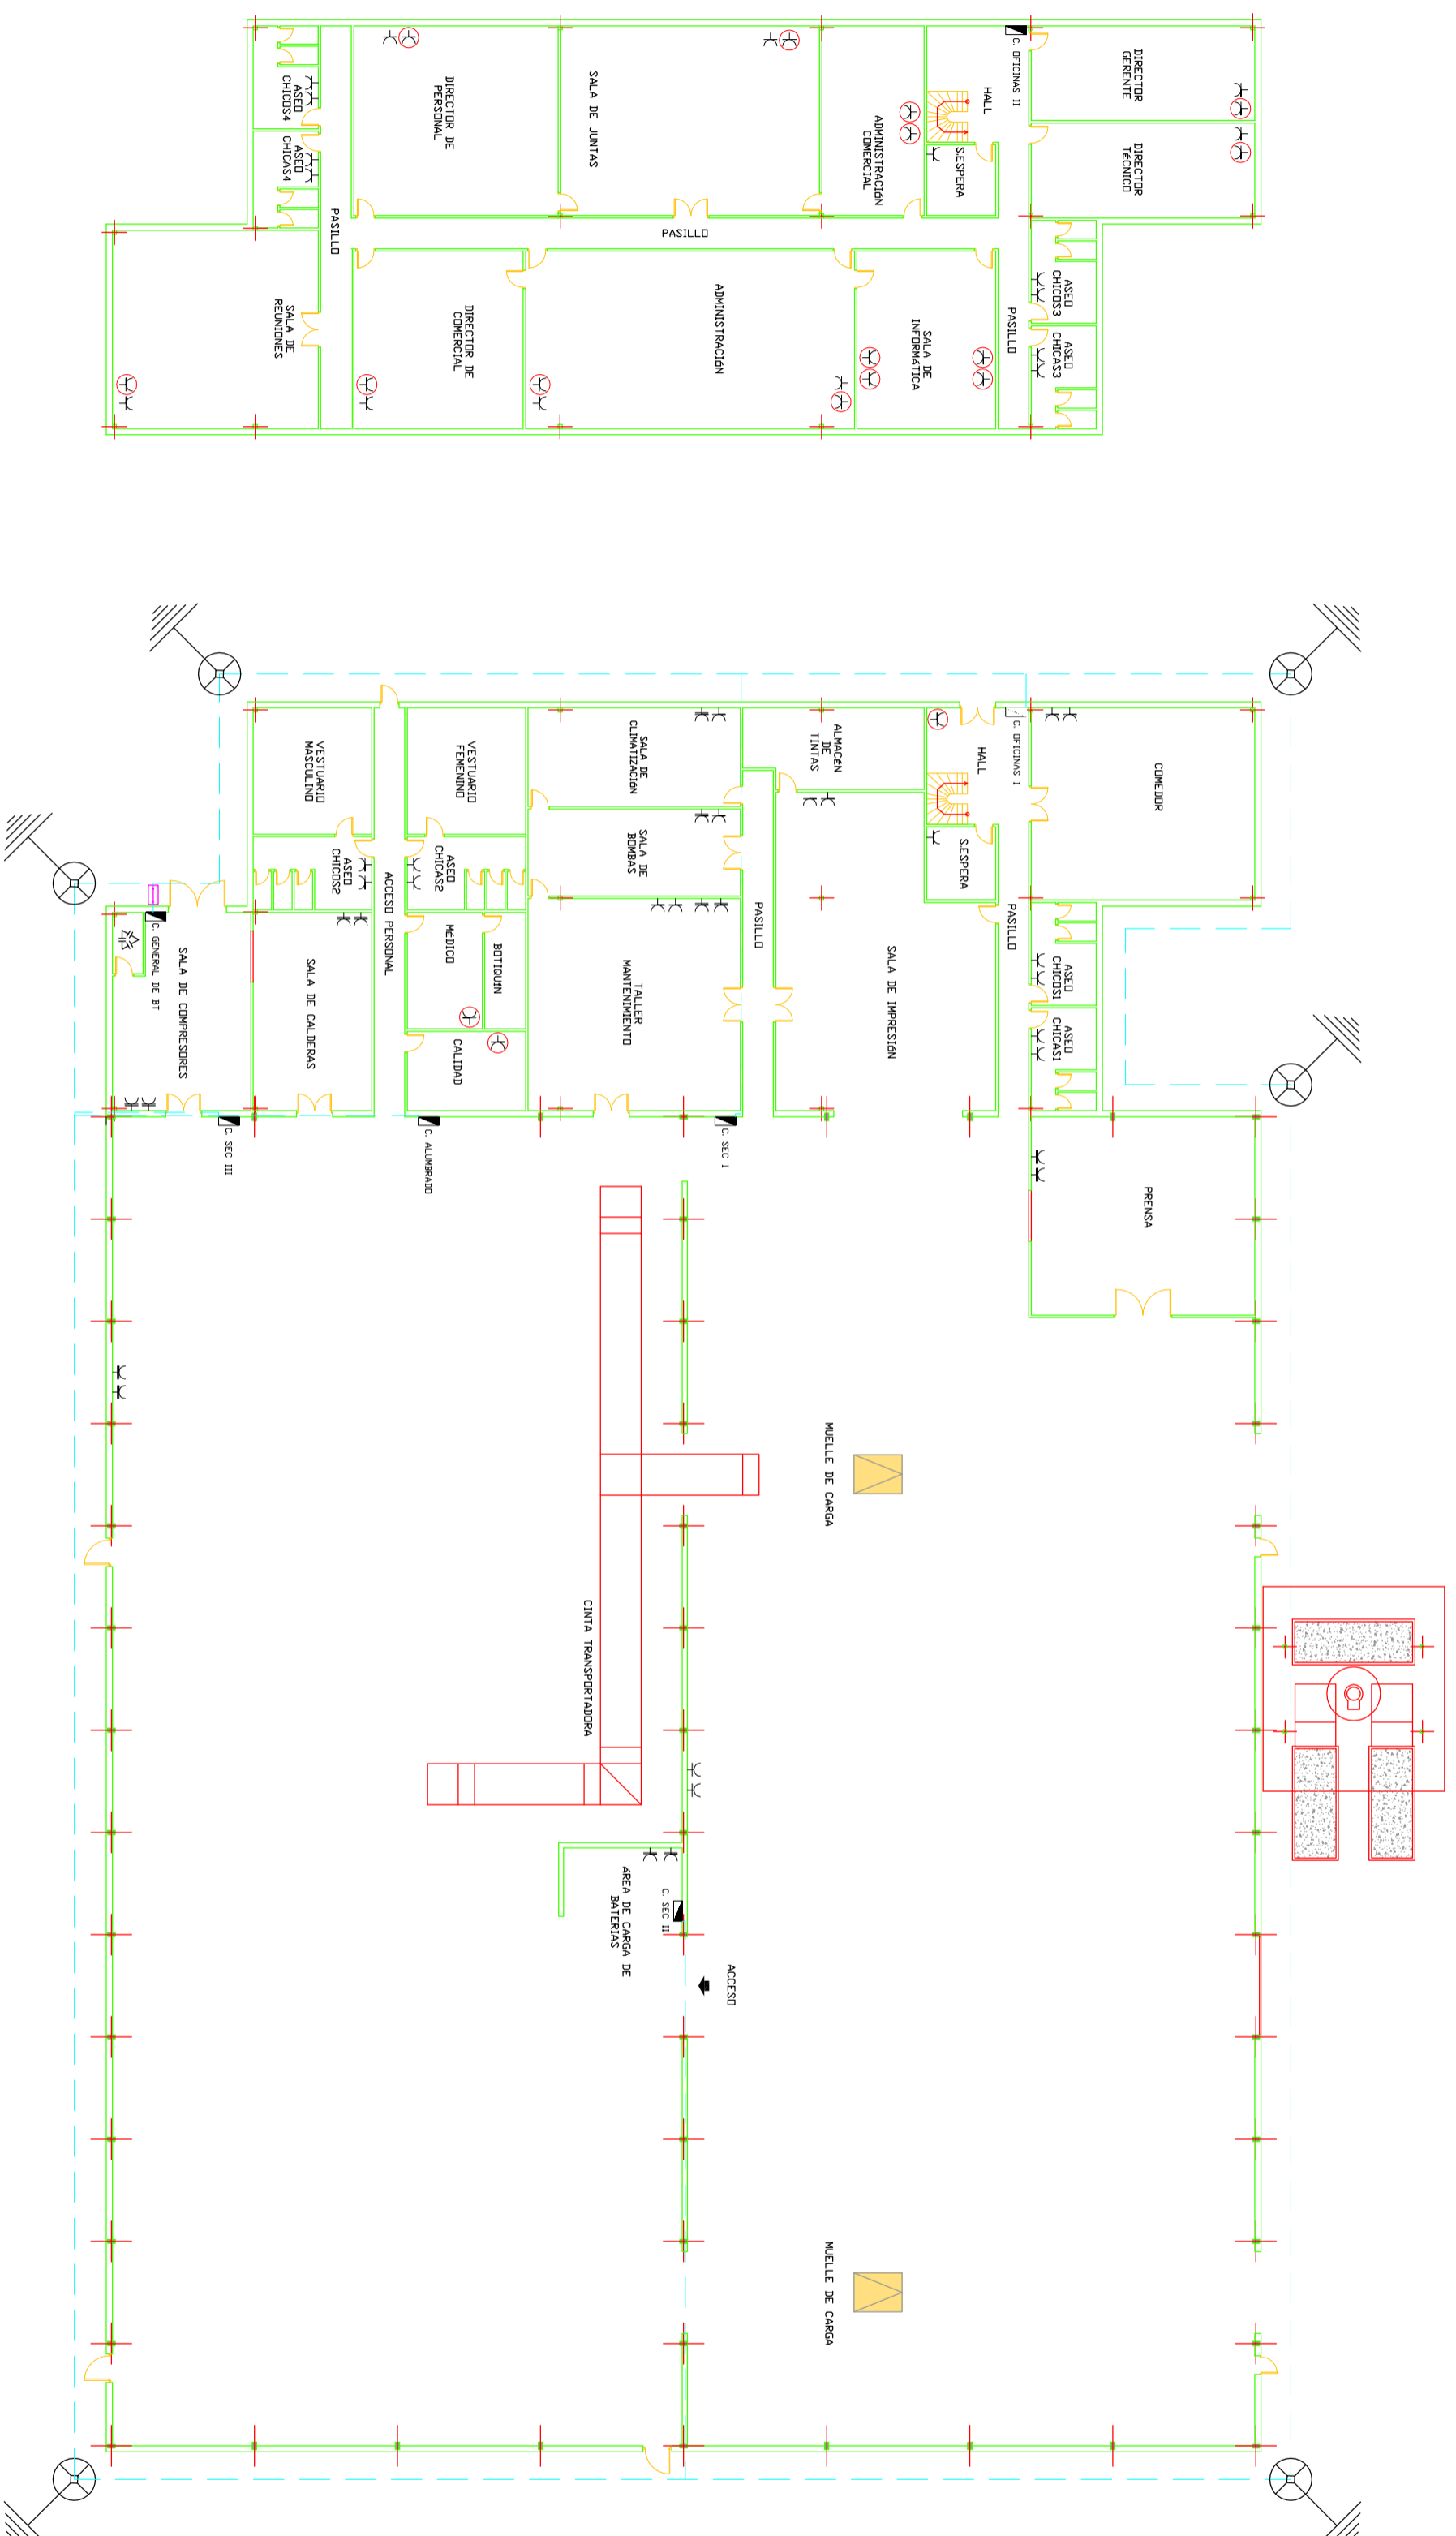 DIRECTOR
GERENTE
DIRECTOR
TÉCNICO
ASEO
CHICOS3
ASEO
CHICAS3
C. OFICINAS II
PASILLO
HALL
S.ESPERA
SALA DE
INFORMÁTICA
ADMINISTRACIÓN
COMERCIAL
ADMINISTRACIÓN
PASILLO
SALA DE JUNTAS
DIRECTOR DE
COMERCIAL
DIRECTOR DE
PERSONAL
PASILLO
ASEO
CHICOS4
ASEO
CHICAS4
SALA DE
REUNIONES
COMEDOR
PRENSA
ASEO
CHICOS1
ASEO
CHICAS1
C. OFICINAS I
PASILLO
HALL
S.ESPERA
SALA DE IMPRESIÓN
ALMACÉN
DE
TINTAS
MUELLE DE CARGA
MUELLE DE CARGA
PASILLO
ACCESO
C. SEC I
C. SEC II
SALA DE
CLIMATIZACIÓN
SALA DE
BOMBAS
TALLER
MANTENIMIENTO
ÁREA DE CARGA DE
BATERIAS
CINTA TRANSPORTADORA
BOTIQUÍN
VESTUARIO
FEMENINO
ASEO
CHICAS2
MÉDICO
CALIDAD
C. ALUMBRADO
ACCESO PERSONAL
VESTUARIO
MASCULINO
ASEO
CHICOS2
SALA DE CALDERAS
C. SEC III
SALA DE COMPRESORES
C. GENERAL DE BT